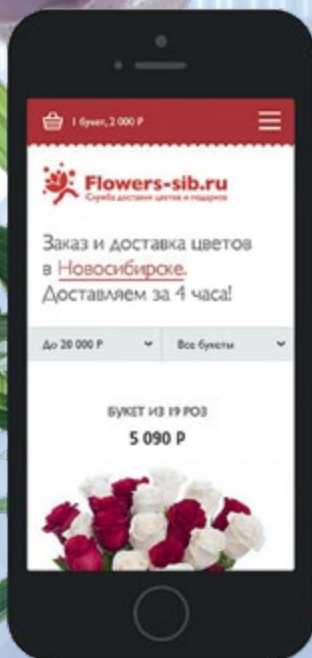 1 букет, 2 000 Р
Flowers-sib.ru
Служба доставки цветов и подарков
Заказ и доставка цветов
в Новосибирске.
Доставляем за 4 часа!
До 20 000 Р
Все букеты
БУКЕТ ИЗ 19 РОЗ
5 090 Р